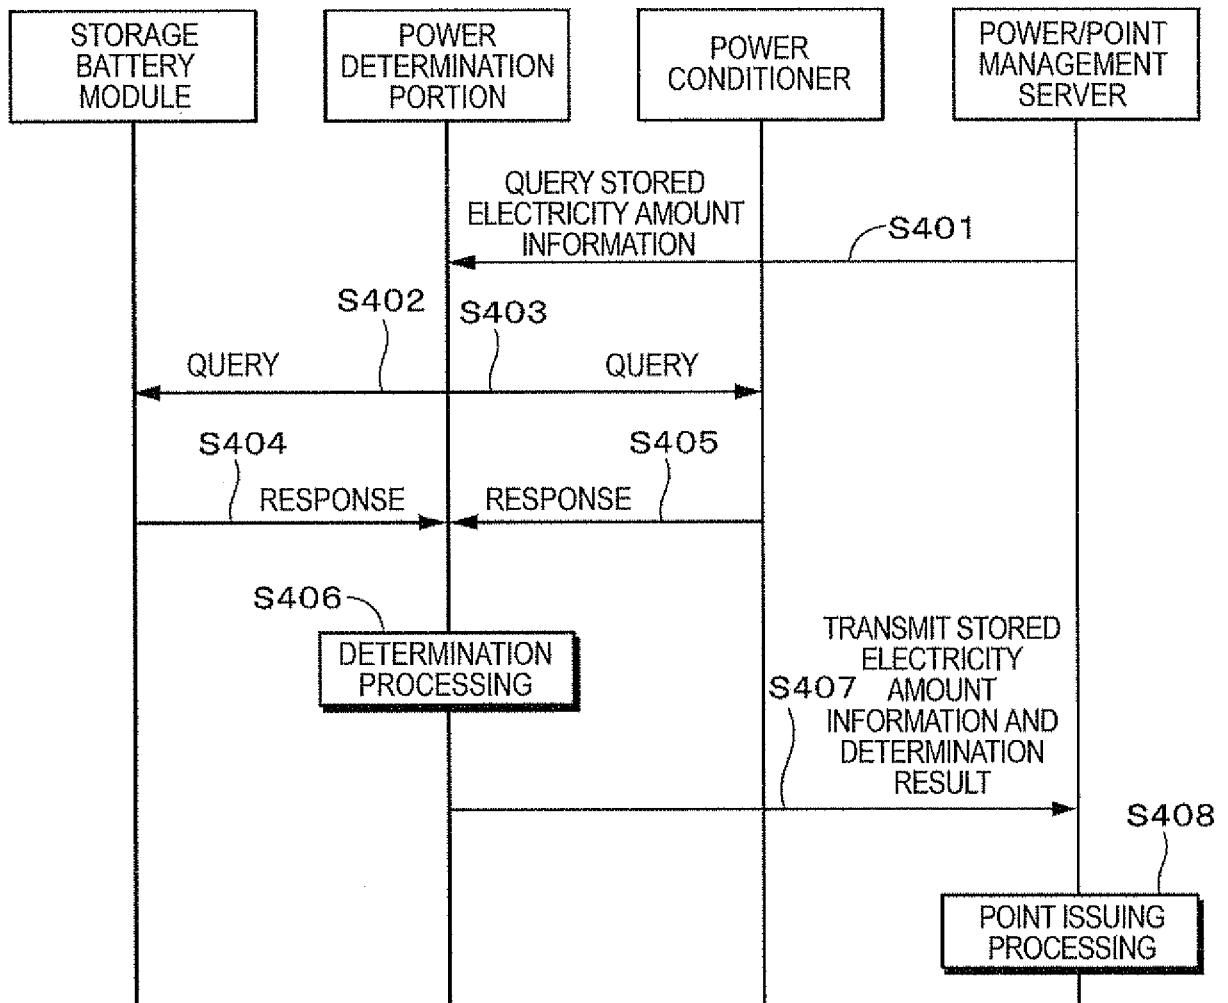 STORAGE
BATTERY
MODULE
POWER
DETERMINATION
PORTION
POWER
CONDITIONER
POWER/POINT
MANAGEMENT
SERVER
QUERY STORED
ELECTRICITY AMOUNT
INFORMATION
S401
S402
S403
QUERY
QUERY
S404
S405
RESPONSE
RESPONSE
S406
DETERMINATION
PROCESSING
TRANSMIT STORED
ELECTRICITY
AMOUNT
INFORMATION AND
DETERMINATION
RESULT
S407
S408
POINT ISSUING
PROCESSING